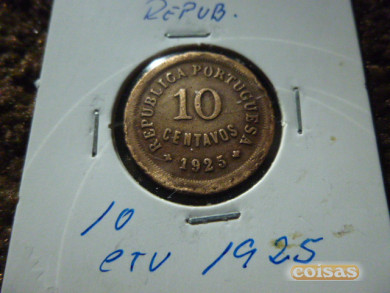 REPUB.
REPUBLICA PORTUGUESA
10
CENTAVOS
1925
10
ctv 1925
coisas